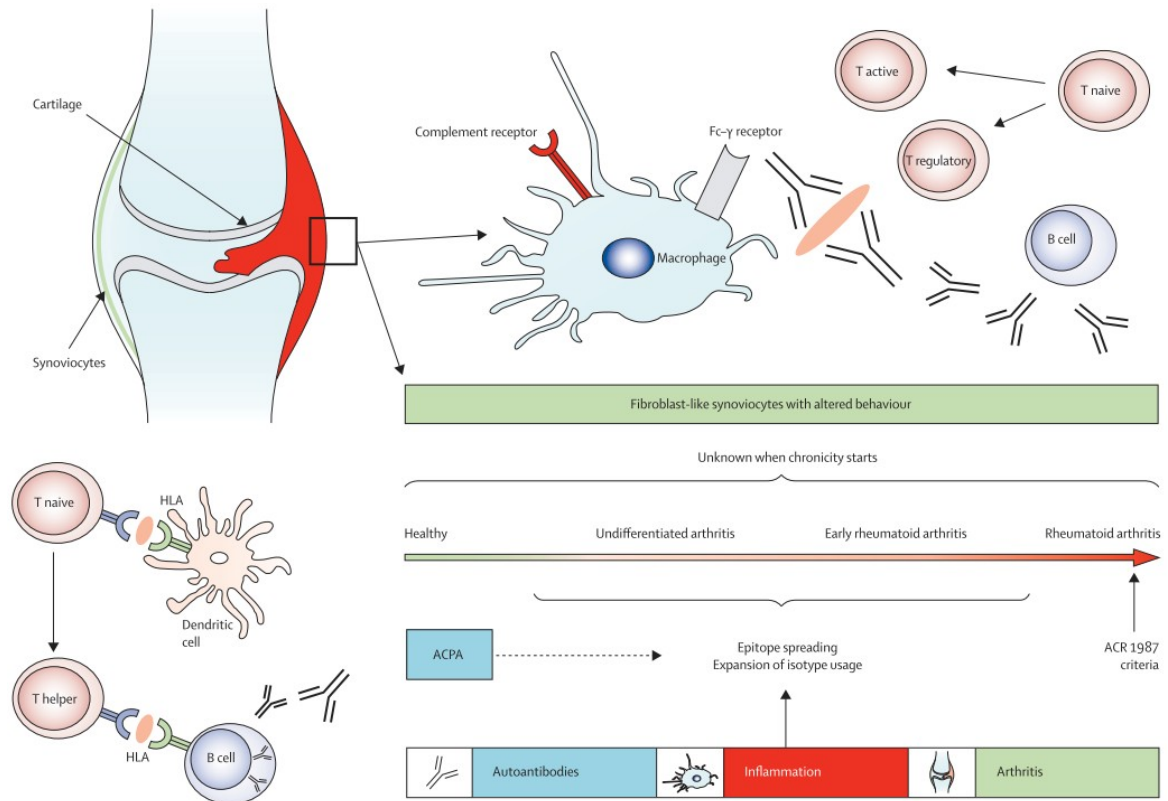 Cartilage
Synoviocytes
Complement receptor
Fc-γ receptor
Macrophage
T active
T naive
T regulatory
B cell
Fibroblast-like synoviocytes with altered behaviour
T naive
HLA
Dendritic
cell
T helper
HLA
B cell
Unknown when chronicity starts
Healthy
Undifferentiated arthritis
Early rheumatoid arthritis
Rheumatoid arthritis
ACPA
Epitope spreading
Expansion of isotype usage
ACR 1987
criteria
Autoantibodies
Inflammation
Arthritis